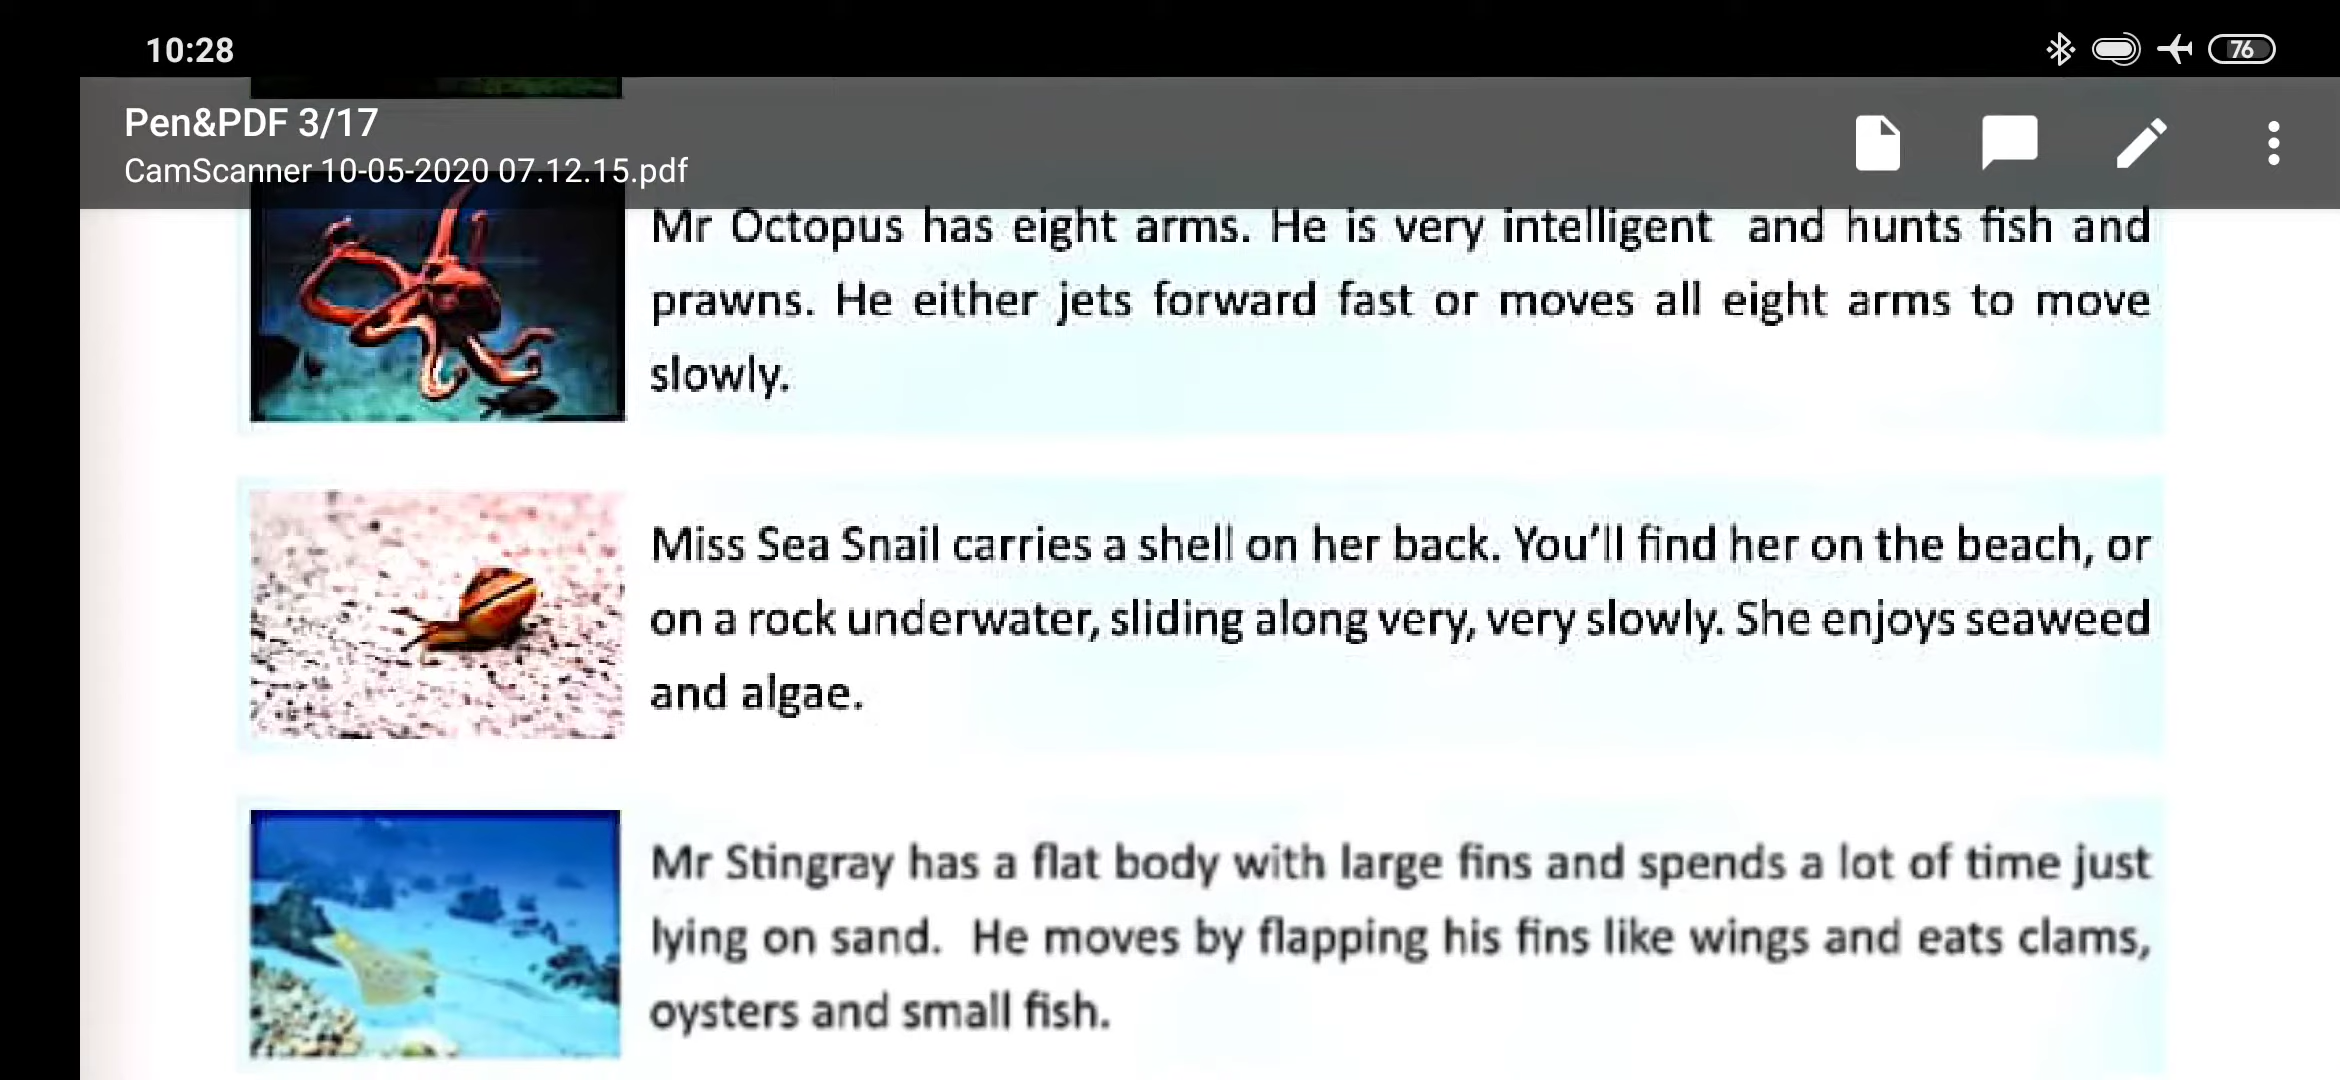 10:28
76
Pen&PDF 3/17
CamScanner 10-05-2020 07.12.15.pdf
Mr Octopus has eight arms. He is very intelligent and hunts fish and
prawns. He either jets forward fast or moves all eight arms to move
slowly.
Miss Sea Snail carries a shell on her back. You'll find her on the beach, or
on a rock underwater, sliding along very, very slowly. She enjoys seaweed
and algae.
Mr Stingray has a flat body with large fins and spends a lot of time just
lying on sand. He moves by flapping his fins like wings and eats clams,
oysters and small fish.